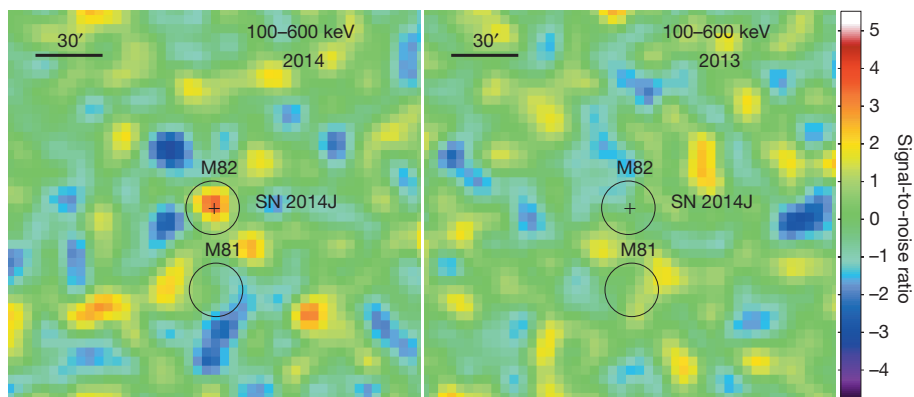 30′
100–600 keV
2014
M82
SN 2014J
M81
30′
100–600 keV
2013
M82
SN 2014J
M81
5
4
3
2
1
0
−1
−2
−3
−4
Signal-to-noise ratio